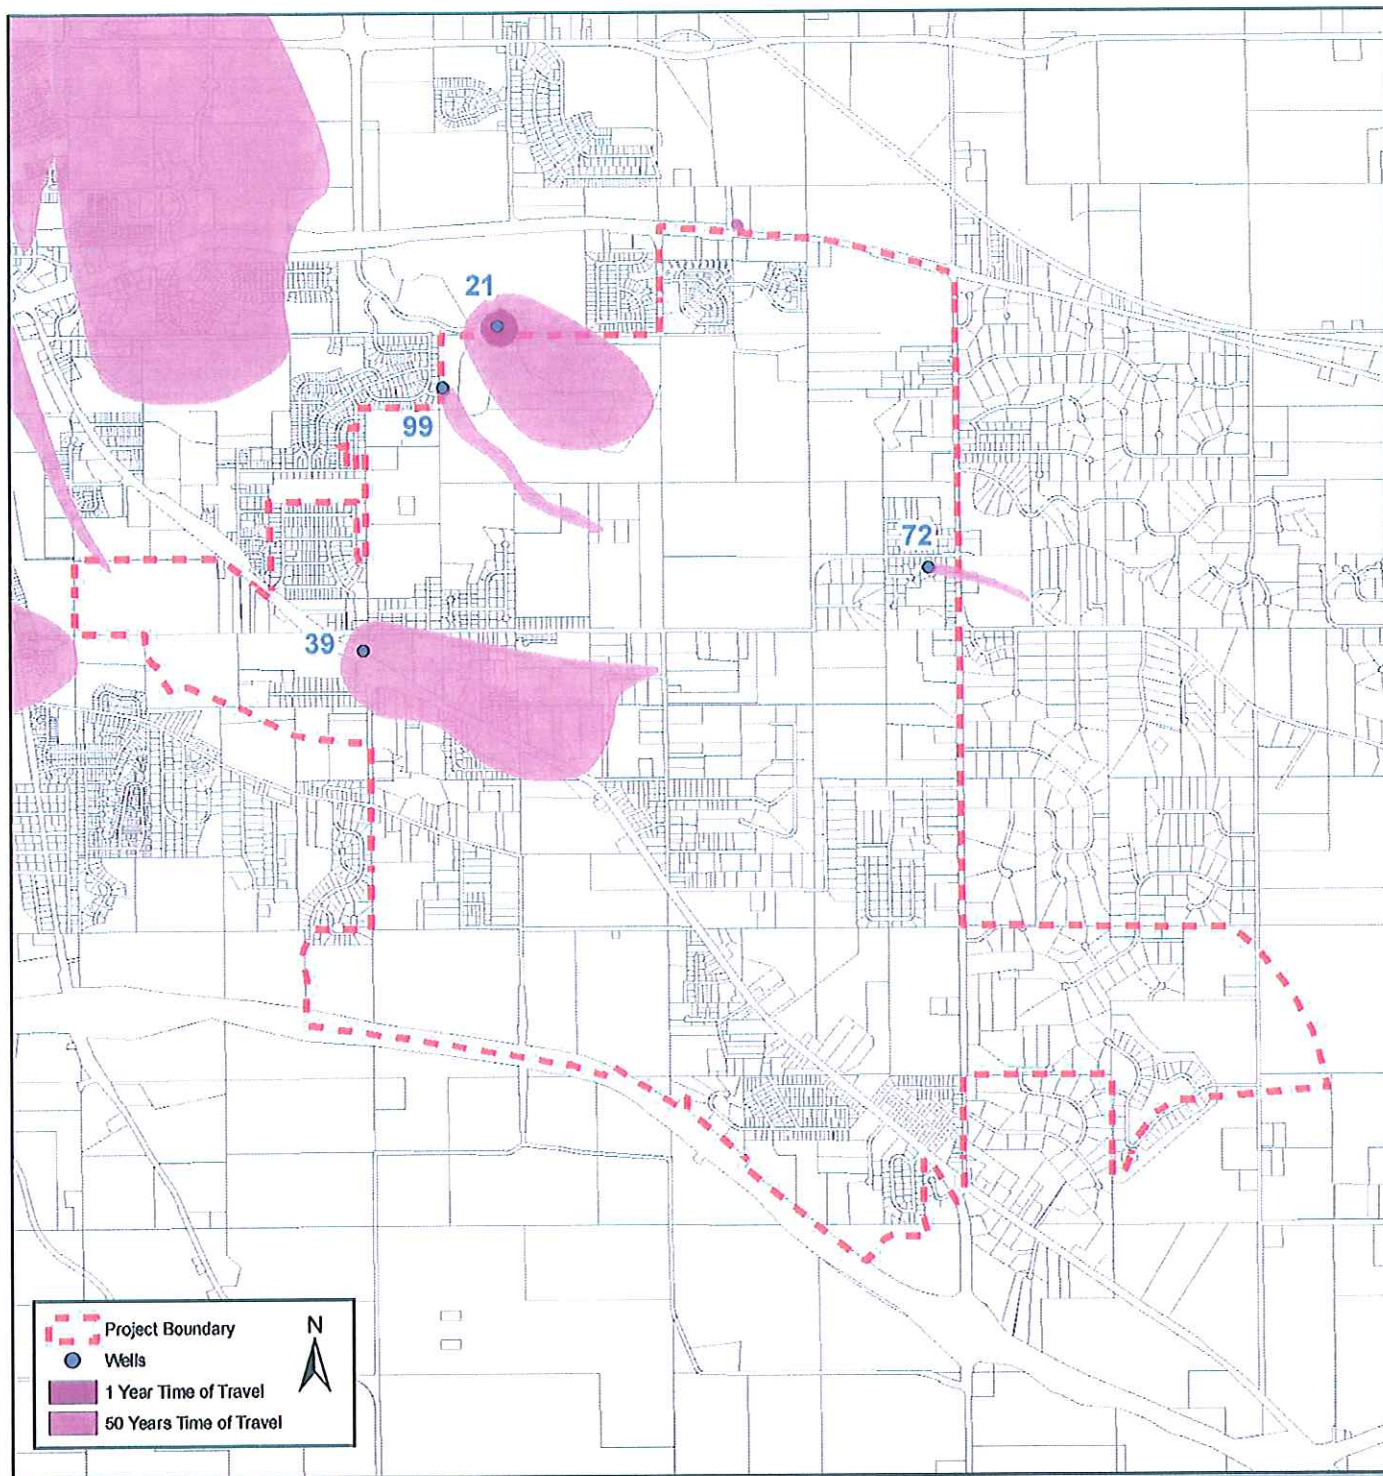 21
99
72
39
Project Boundary
N
Wells
1 Year Time of Travel
50 Years Time of Travel